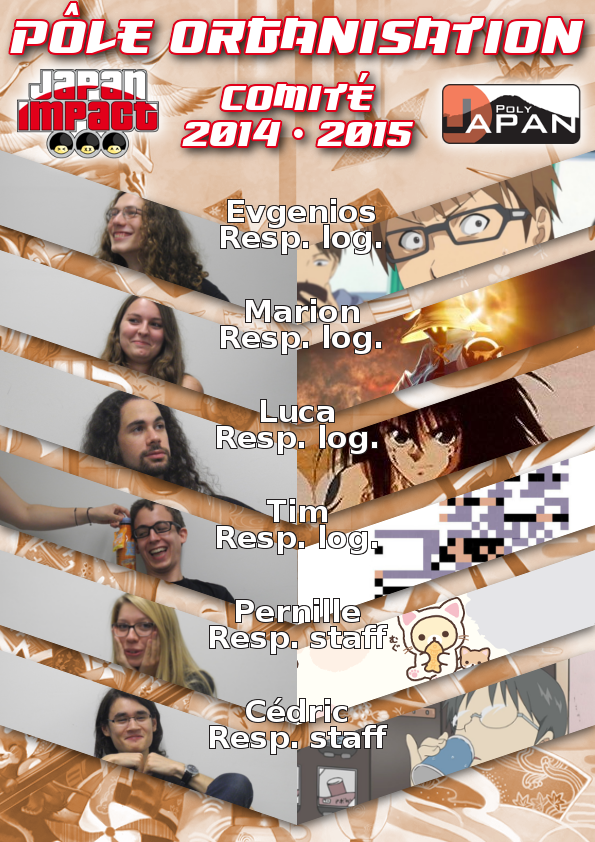 PÔLE ORGANISATION
JAPAN IMPACT
COMITÉ
2014 • 2015
POLY
JAPAN
Evgenios
Resp. log.
Marion
Resp. log.
Luca
Resp. log.
Tim
Resp. log.
Pernille
Resp. staff
Cédric
Resp. staff